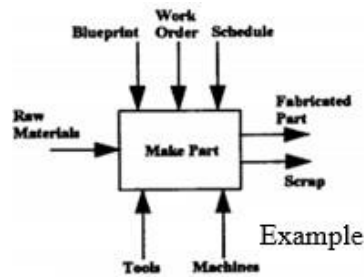 Work
Blueprint Order Schedule
Raw
Materials
Make Part
Fabricated
Part
Scrap
Example
Tools Machines